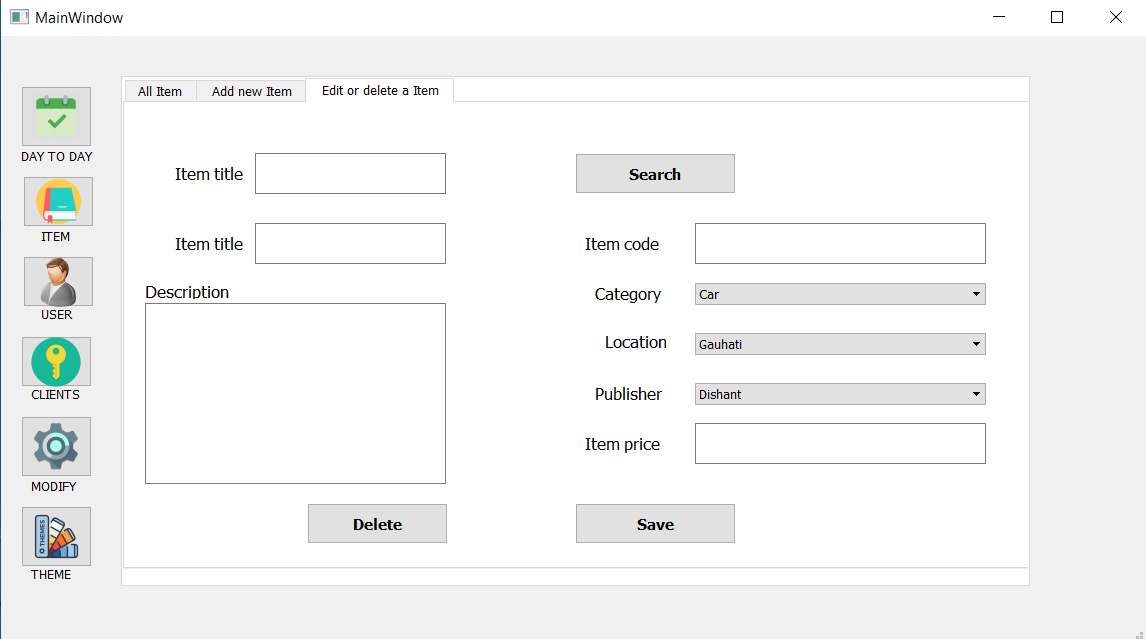 MainWindow
All Item
Add new Item
Edit or delete a Item
DAY TO DAY
ITEM
USER
CLIENTS
MODIFY
THEMES
THEME
Item title
Search
Item title
Item code
Description
Category
Car
Location
Gauhati
Publisher
Dishant
Item price
Delete
Save